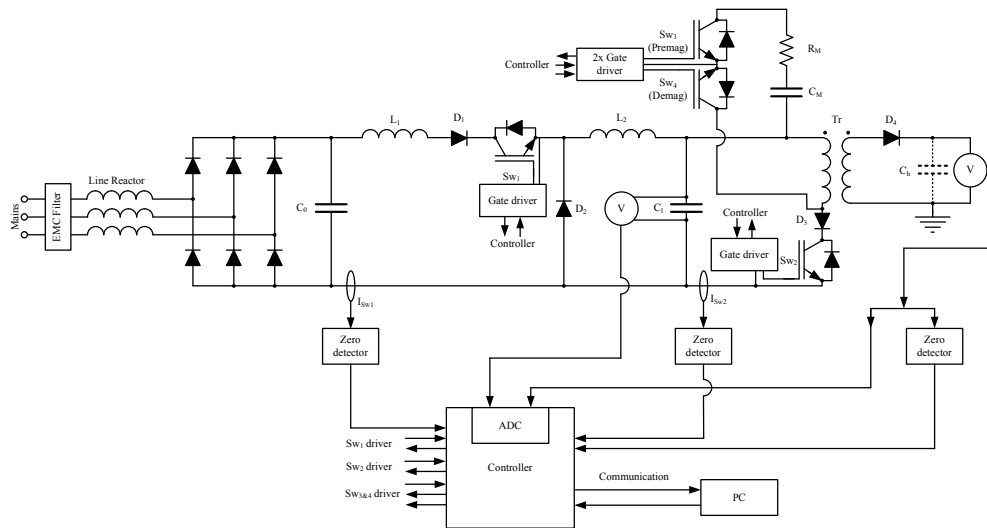 Sw3
(Premag)
RM
Controller
2x Gate
driver
Sw4
(Demag)
CM
L1
D1
L2
Tr
D4
Line Reactor
Sw1
Ch
V
Mains
EMC Filter
C0
Gate driver
D2
V
C1
Controller
D3
Controller
Gate driver
Sw2
ISw1
ISw2
Zero
detector
Zero
detector
Zero
detector
ADC
Sw1 driver
Sw2 driver
Controller
Communication
Sw3&4 driver
PC